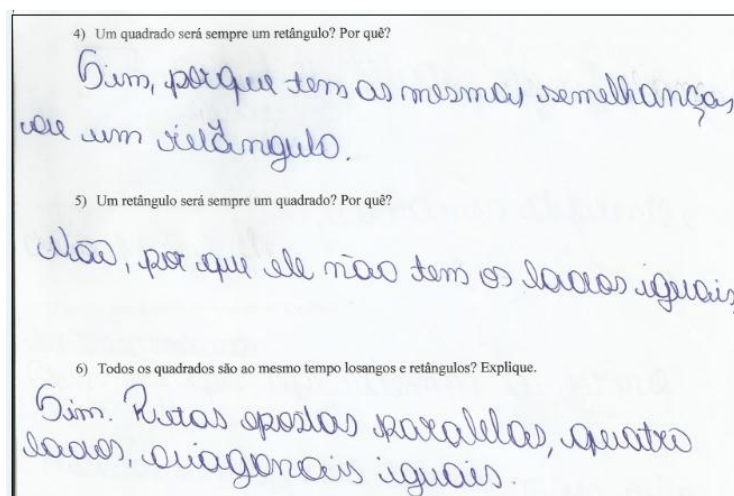 4) Um quadrado será sempre um retângulo? Por quê?
Sim, porque tem as mesmas semelhanças
que um retângulo.
5) Um retângulo será sempre um quadrado? Por quê?
Não, por que ele não tem os lados iguais,
6) Todos os quadrados são ao mesmo tempo losangos e retângulos? Explique.
Sim. Retas opostas paralelas, quatro
lados, diagonais iguais.